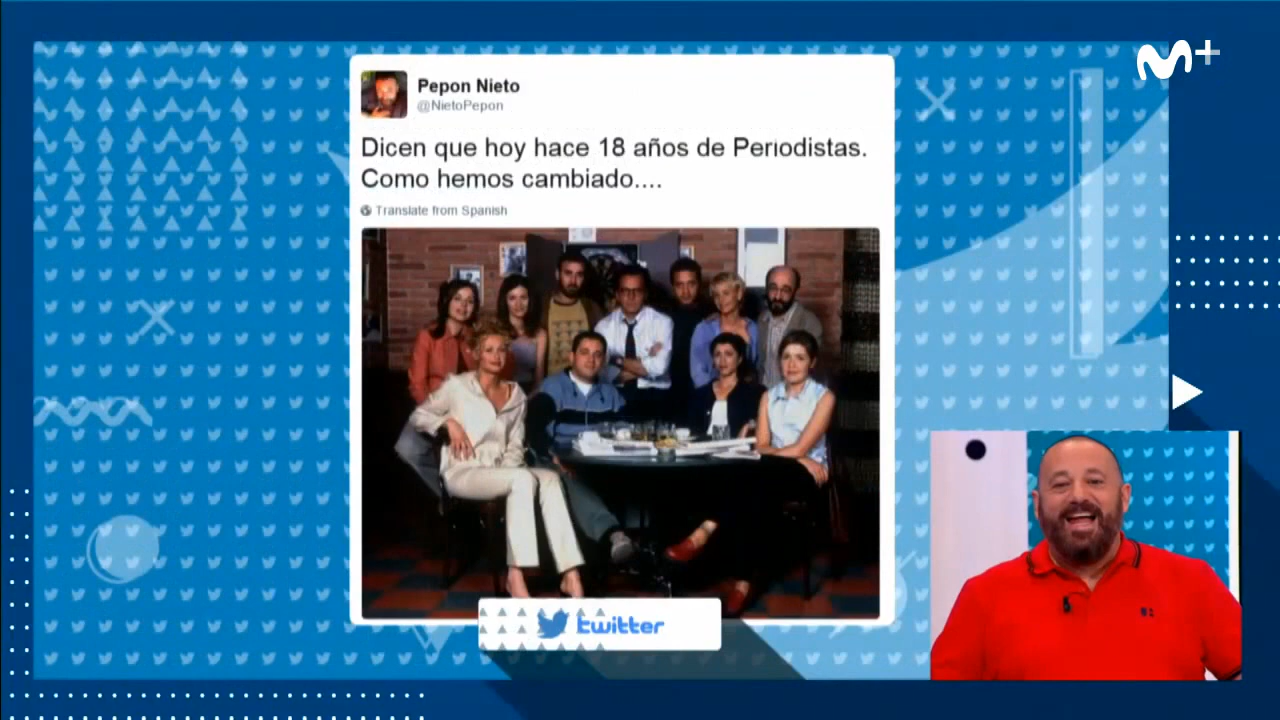 M+
Pepon Nieto
@NietoPepon
Dicen que hoy hace 18 años de Periodistas.
Como hemos cambiado....
Translate from Spanish
twitter